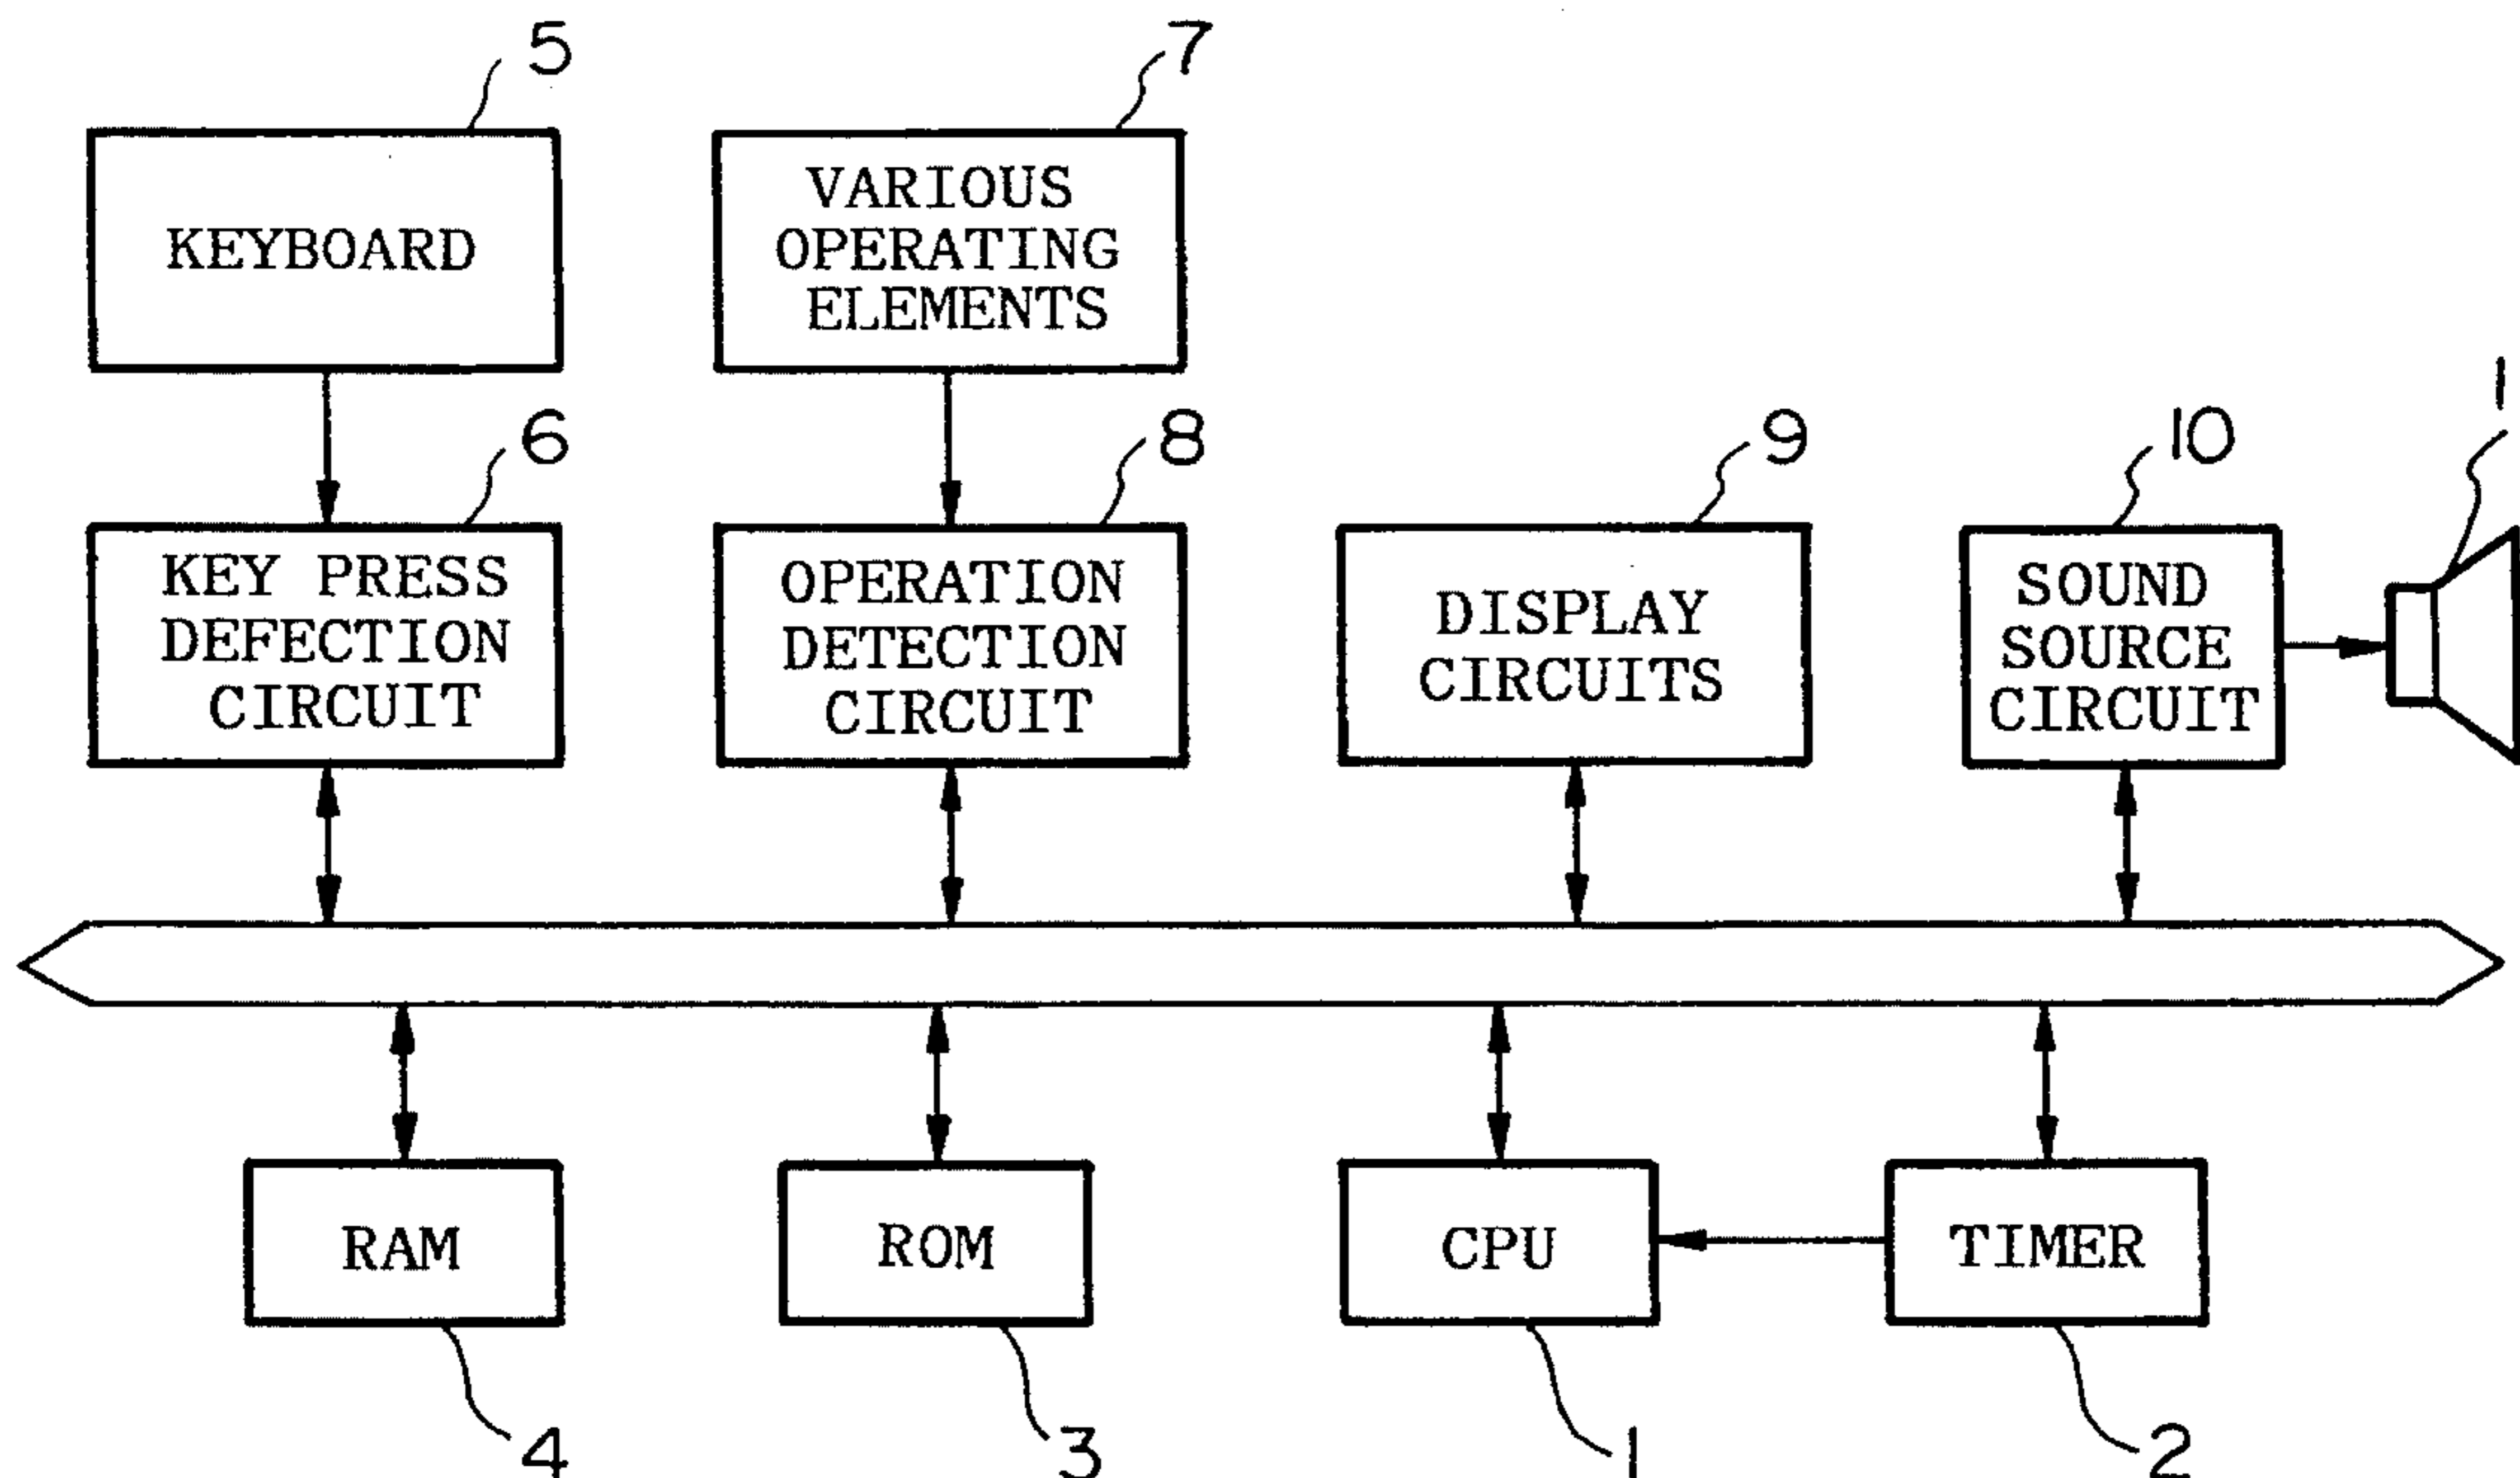 5
7
KEYBOARD
VARIOUS
OPERATING
ELEMENTS
6
8
9
10
1
KEY PRESS
DEFECTION
CIRCUIT
OPERATION
DETECTION
CIRCUIT
DISPLAY
CIRCUITS
SOUND
SOURCE
CIRCUIT
RAM
ROM
CPU
TIMER
4
3
1
2